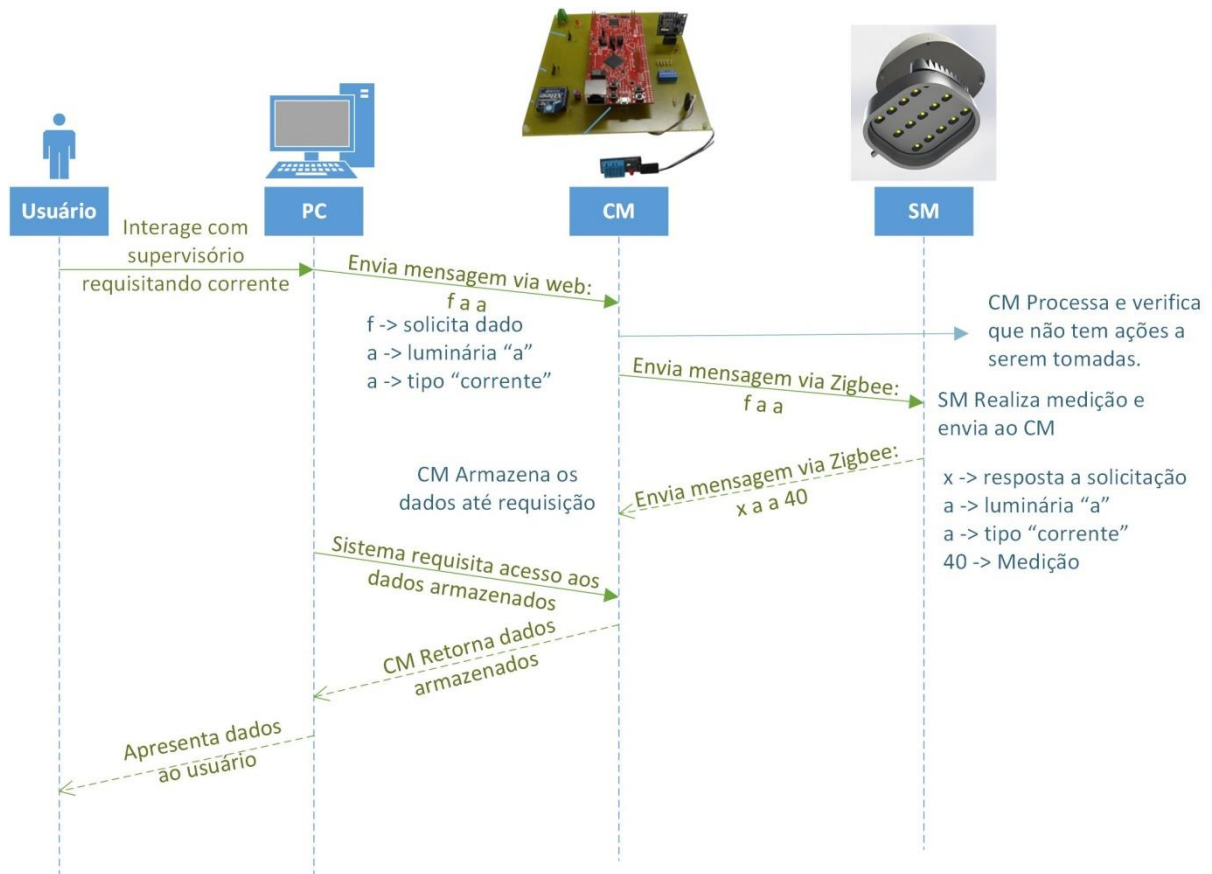 Usuário
PC
CM
SM
Interage com
supervisório
requisitando corrente
Envia mensagem via web:
f a a
f -> solicita dado
a -> luminária “a”
a -> tipo “corrente”
CM Processa e verifica
que não tem ações a
serem tomadas.
Envia mensagem via Zigbee:
f a a
SM Realiza medição e
envia ao CM
Envia mensagem via Zigbee:
x a a 40
x -> resposta a solicitação
a -> luminária “a”
a -> tipo “corrente”
40 -> Medição
CM Armazena os
dados até requisição
Sistema requisita acesso aos
dados armazenados
CM Retorna dados
armazenados
Apresenta dados
ao usuário